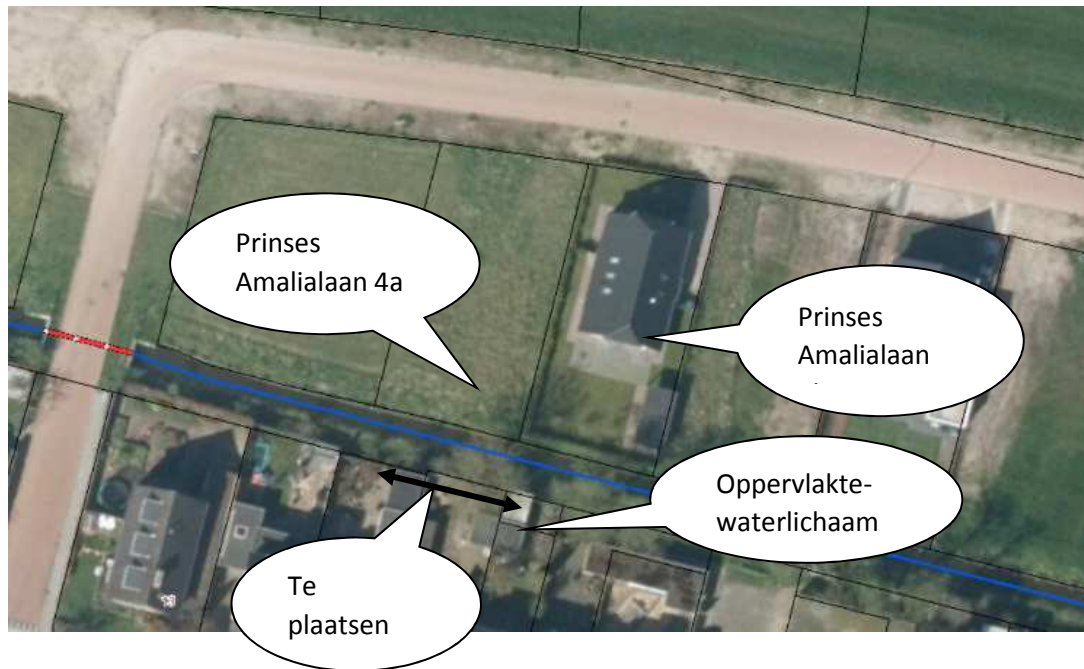 Prinses
Amalialaan 4a
Prinses
Amalialaan
Oppervlakte-
waterlichaam
Te
plaatsen